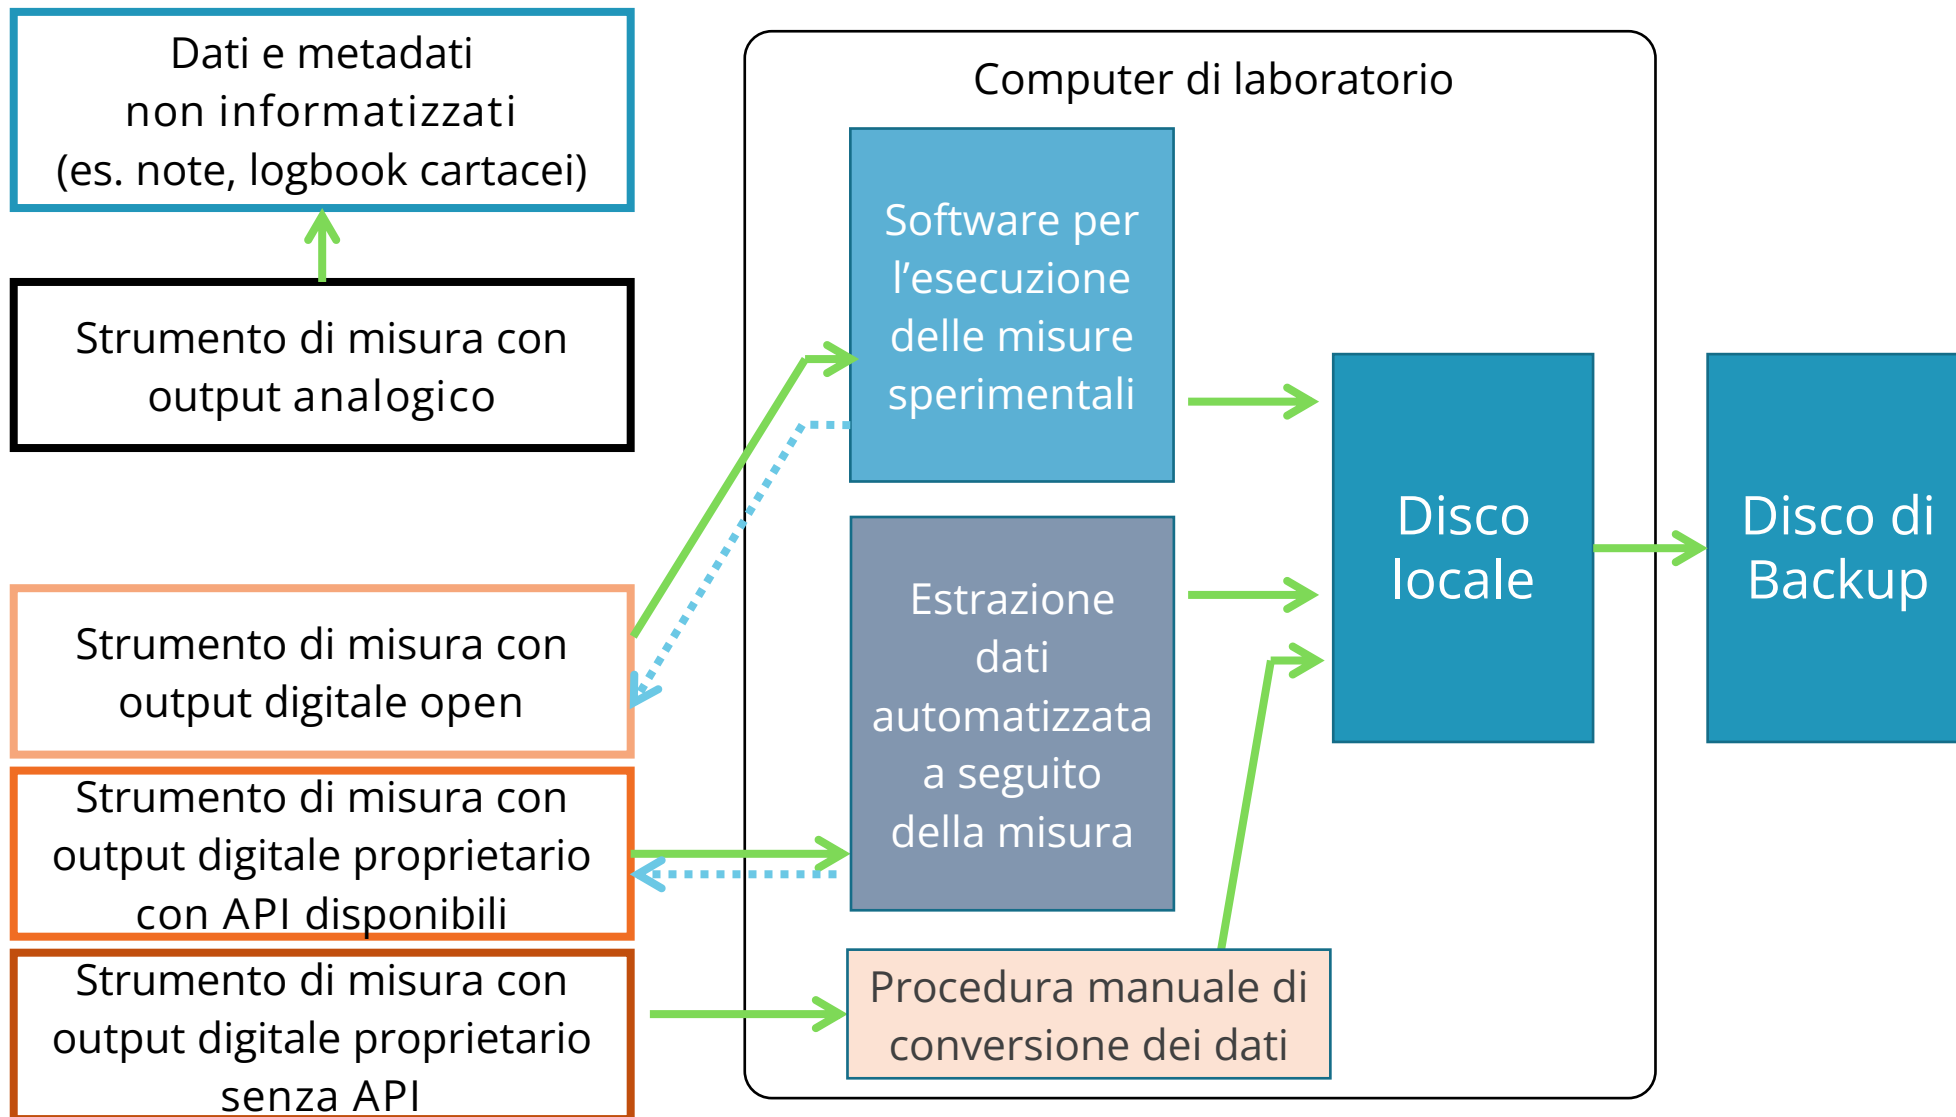 Dati e metadati
non informatizzati
(es. note, logbook cartacei)
Strumento di misura con
output analogico
Strumento di misura con
output digitale open
Strumento di misura con
output digitale proprietario
con API disponibili
Strumento di misura con
output digitale proprietario
senza API
Computer di laboratorio
Software per
l’esecuzione
delle misure
sperimentali
Estrazione
dati
automatizzata
a seguito
della misura
Procedura manuale di
conversione dei dati
Disco
locale
Disco di
Backup